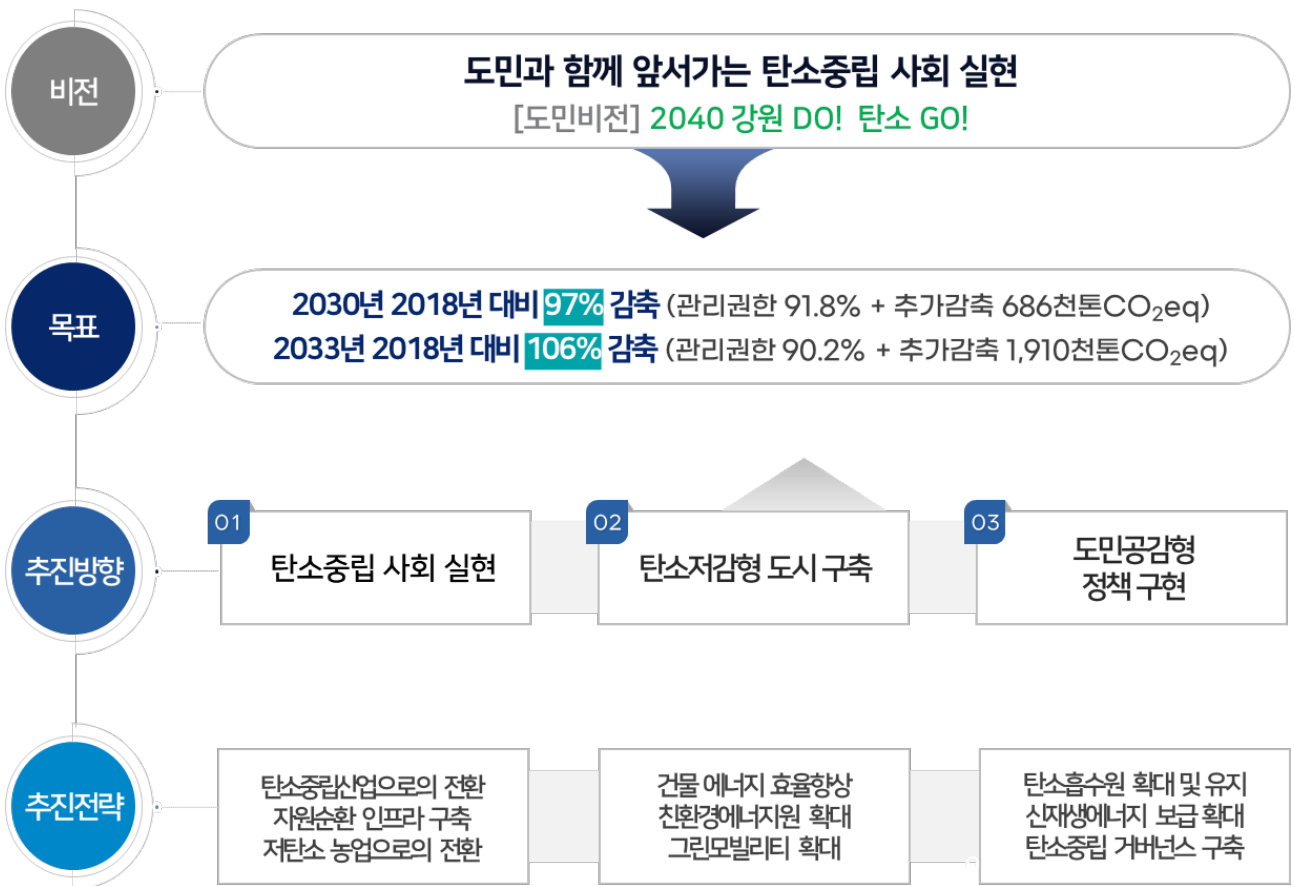 비전
도민과 함께 앞서가는 탄소중립 사회 실현
[도민비전] 2040 강원 DO! 탄소 GO!
목표
2030년 2018년 대비 97% 감축 (관리권한 91.8% + 추가감축 686천톤CO₂eq)
2033년 2018년 대비 106% 감축 (관리권한 90.2% + 추가감축 1,910천톤CO₂eq)
추진방향
01
탄소중립 사회 실현
02
탄소저감형 도시 구축
03
도민공감형
정책 구현
추진전략
탄소중립산업으로의 전환
자원순환 인프라 구축
저탄소 농업으로의 전환
건물 에너지 효율향상
친환경에너지원 확대
그린모빌리티 확대
탄소흡수원 확대 및 유지
신재생에너지 보급 확대
탄소중립 거버넌스 구축